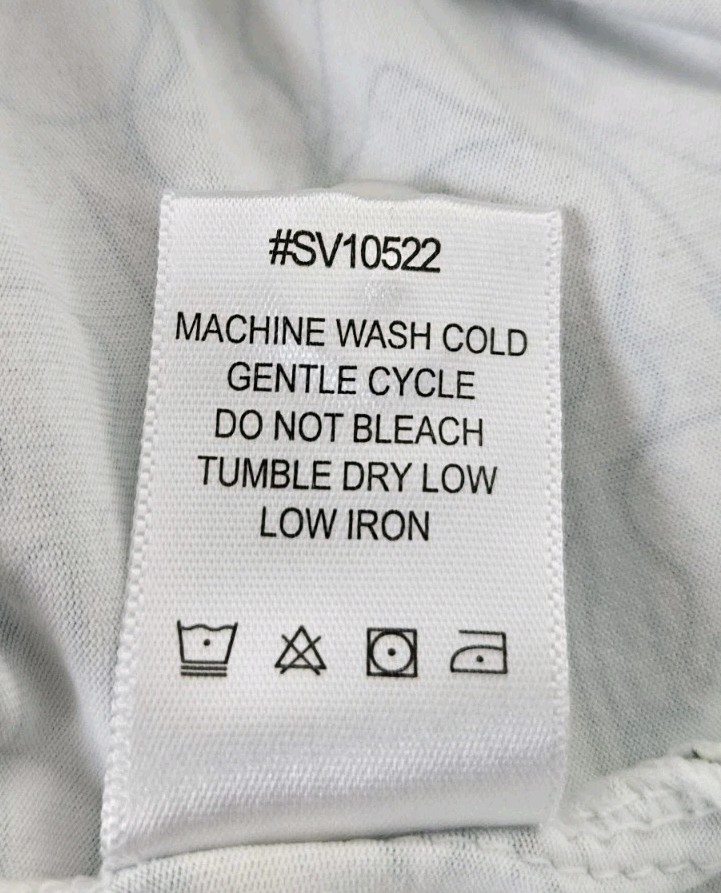 #SV10522
MACHINE WASH COLD
GENTLE CYCLE
DO NOT BLEACH
TUMBLE DRY LOW
LOW IRON